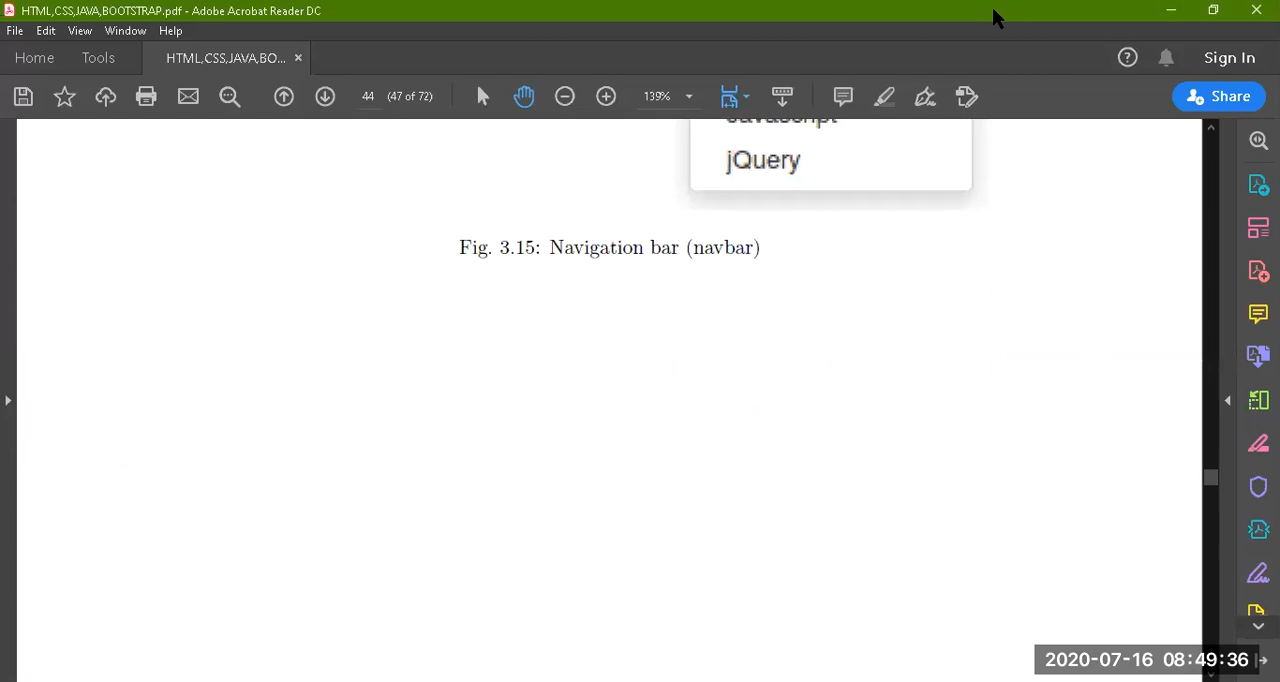 HTML,CSS,JAVA,BOOTSTRAP.pdf - Adobe Acrobat Reader DC
File Edit View Window Help
Home Tools HTML,CSS,JAVA,BO... × Sign In
44 (47 of 72) 139% Share
Javascript
jQuery
Fig. 3.15: Navigation bar (navbar)
2020-07-16 08:49:36